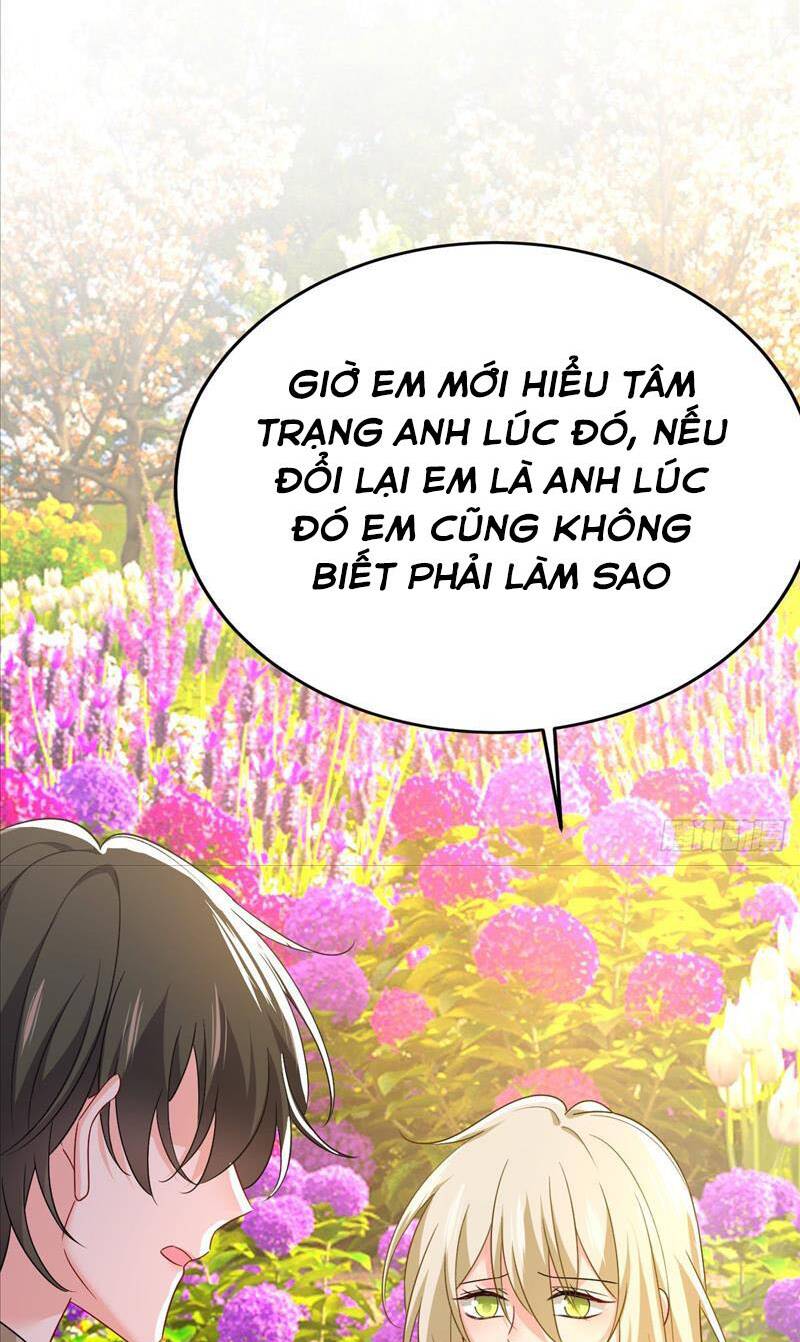 GIỜ EM MỚI HIỂU TÂM
TRẠNG ANH LÚC ĐÓ, NẾU
ĐỔI LẠI EM LÀ ANH LÚC
ĐÓ EM CŨNG KHÔNG
BIẾT PHẢI LÀM SAO